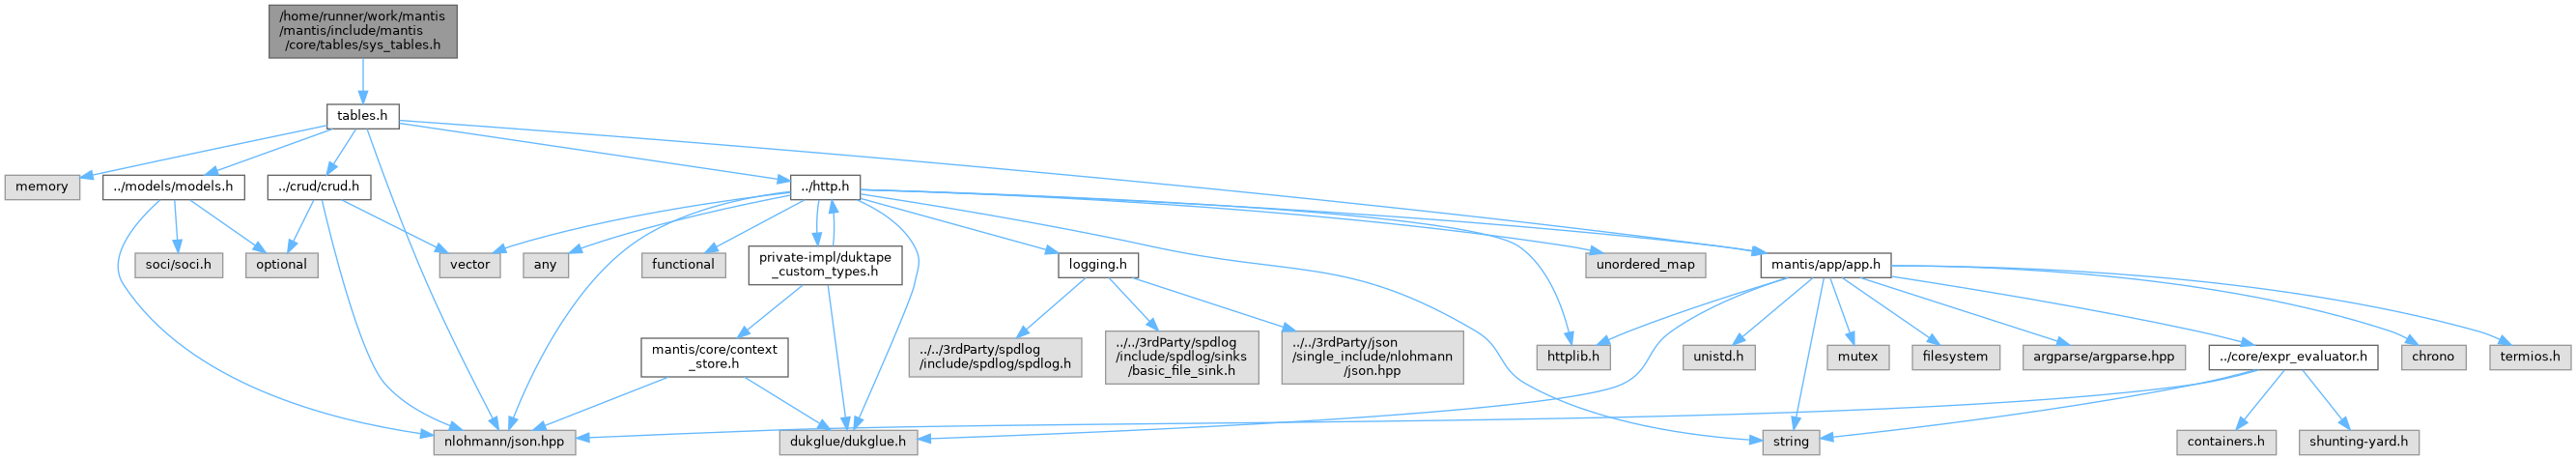 /home/runner/work/mantis
/mantis/include/mantis
/core/tables/sys_tables.h
tables.h
memory
../models/models.h
../crud/crud.h
../http.h
soci/soci.h
optional
vector
any
functional
private-impl/duktape
_custom_types.h
logging.h
unordered_map
mantis/app/app.h
mantis/core/context
_store.h
../../3rdParty/spdlog
/include/spdlog/spdlog.h
../../3rdParty/spdlog
/include/spdlog/sinks
/basic_file_sink.h
../../3rdParty/json
/single_include/nlohmann
/json.hpp
httplib.h
unistd.h
mutex
filesystem
argparse/argparse.hpp
../core/expr_evaluator.h
chrono
termios.h
nlohmann/json.hpp
dukglue/dukglue.h
string
containers.h
shunting-yard.h